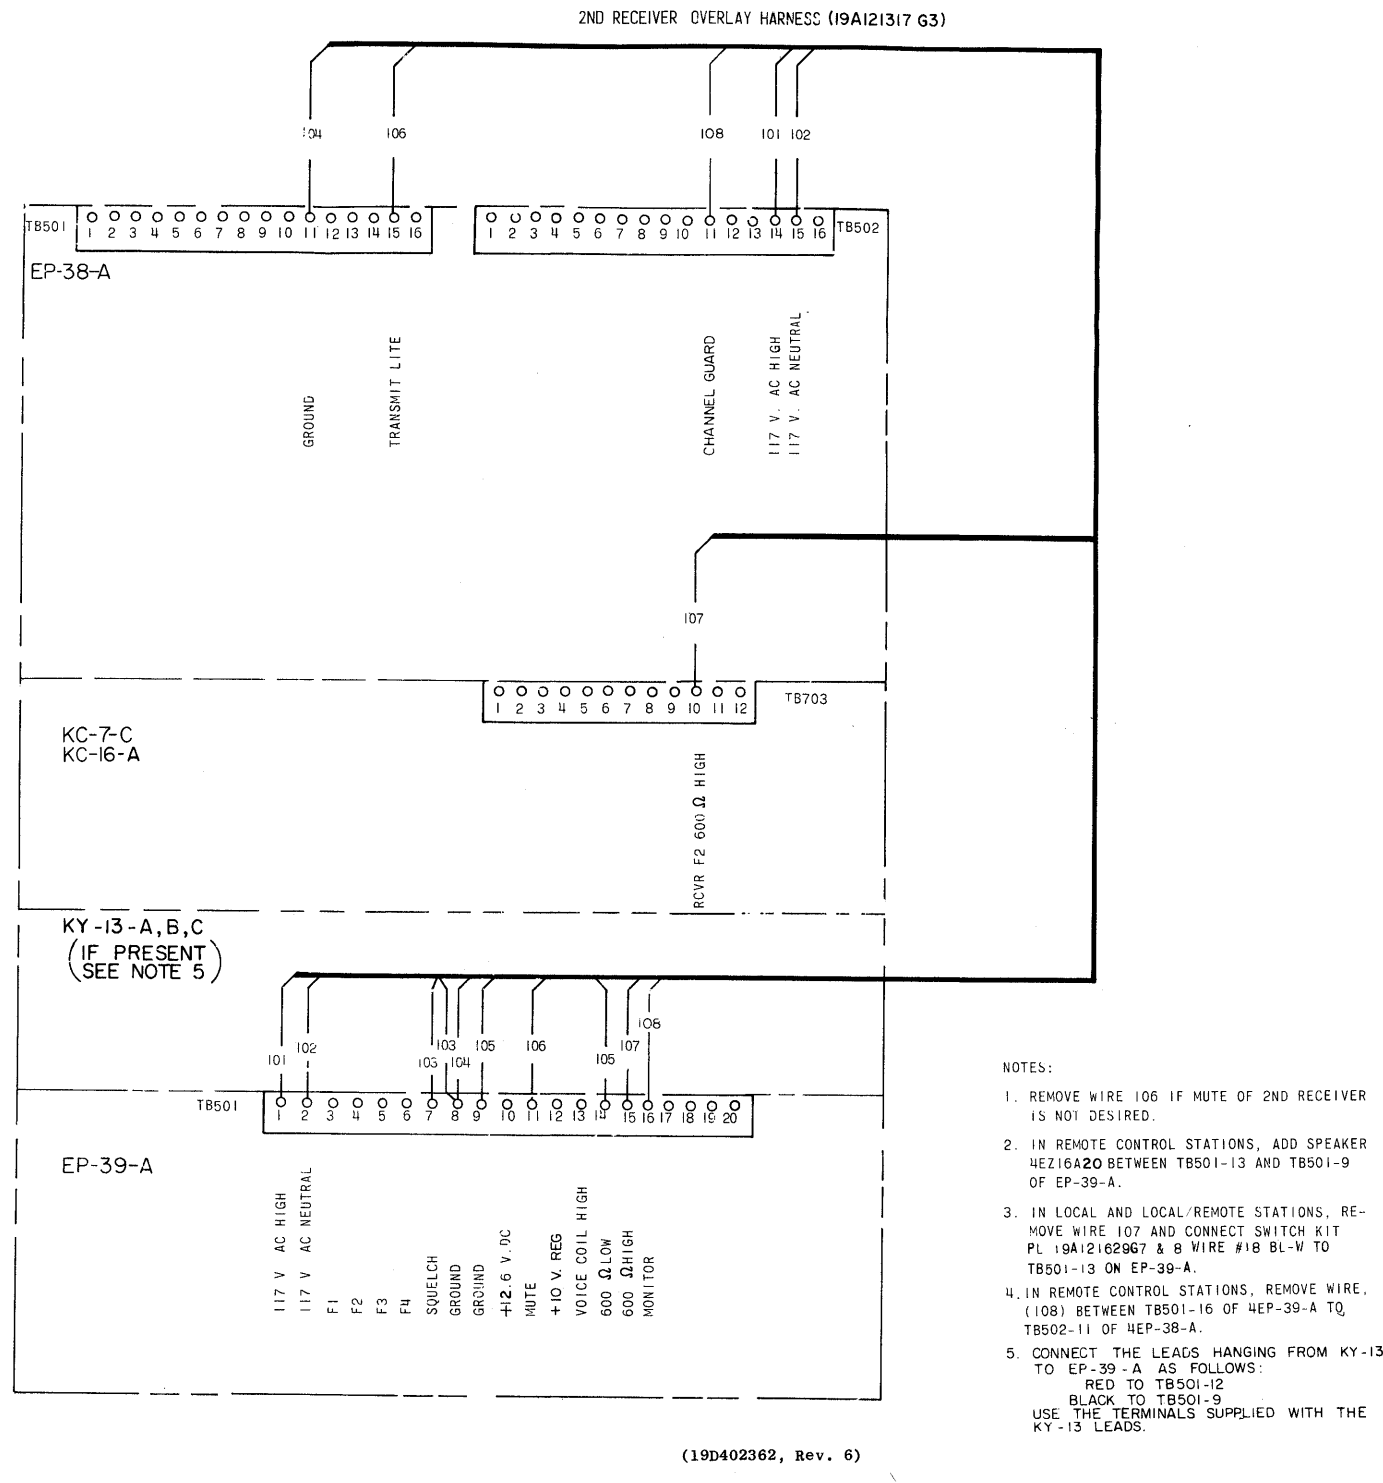 2ND RECEIVER OVERLAY HARNESS (19A121317 G3)
104 106 108 101 102
TB501 1 2 3 4 5 6 7 8 9 10 11 12 13 14 15 16
1 2 3 4 5 6 7 8 9 10 11 12 13 14 15 16 TB502
EP-38-A
GROUND
TRANSMIT LITE
CHANNEL GUARD
117 V. AC HIGH
117 V. AC NEUTRAL
107
1 2 3 4 5 6 7 8 9 10 11 12 TB703
KC-7-C
KC-16-A
RCVR F2 600 Ω HIGH
KY-13-A,B,C
(IF PRESENT
SEE NOTE 5)
101 102 103 103 104 105 106 105 107 108
TB501 1 2 3 4 5 6 7 8 9 10 11 12 13 14 15 16 17 18 19 20
EP-39-A
117 V AC HIGH
117 V AC NEUTRAL
F1
F2
F3
F4
SQUELCH
GROUND
GROUND
+12.6 V.DC
MUTE
+10 V. REG
VOICE COIL HIGH
600 Ω LOW
600 Ω HIGH
MONITOR
NOTES:
1. REMOVE WIRE 106 IF MUTE OF 2ND RECEIVER
IS NOT DESIRED.
2. IN REMOTE CONTROL STATIONS, ADD SPEAKER
4EZ16A20 BETWEEN TB501-13 AND TB501-9
OF EP-39-A.
3. IN LOCAL AND LOCAL/REMOTE STATIONS, RE-
MOVE WIRE 107 AND CONNECT SWITCH KIT
PL 19A121629G7 & 8 WIRE #18 BL-W TO
TB501-13 ON EP-39-A.
4. IN REMOTE CONTROL STATIONS, REMOVE WIRE,
(108) BETWEEN TB501-16 OF 4EP-39-A TO
TB502-11 OF 4EP-38-A.
5. CONNECT THE LEADS HANGING FROM KY-13
TO EP-39-A AS FOLLOWS:
RED TO TB501-12
BLACK TO TB501-9
USE THE TERMINALS SUPPLIED WITH THE
KY-13 LEADS.
(19D402362, Rev. 6)